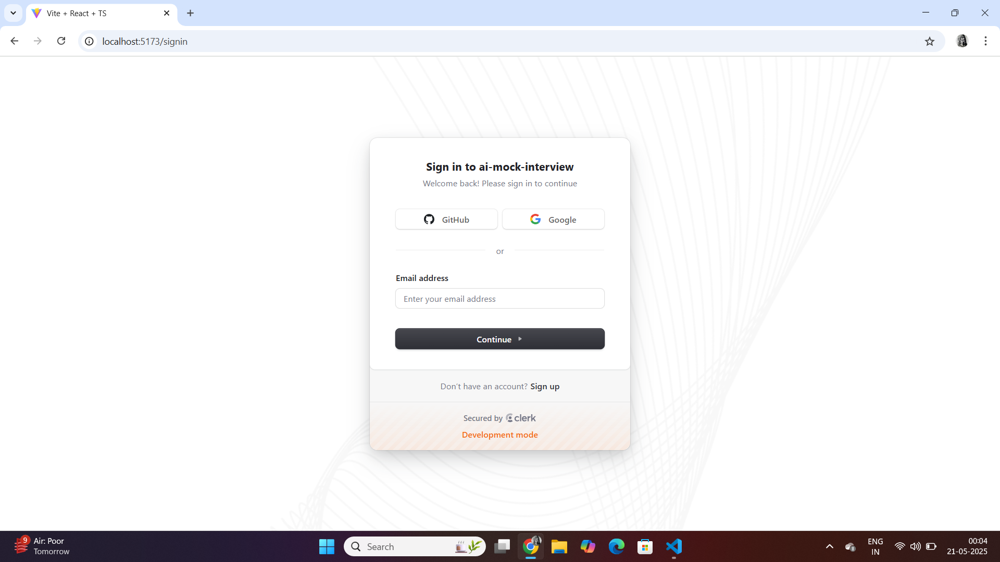 Vite + React + TS
localhost:5173/signin
Sign in to ai-mock-interview
Welcome back! Please sign in to continue
GitHub
Google
or
Email address
Enter your email address
Continue
Don't have an account? Sign up
Secured by clerk
Development mode
9
Air: Poor
Tomorrow
Search
ENG
IN
00:04
21-05-2025